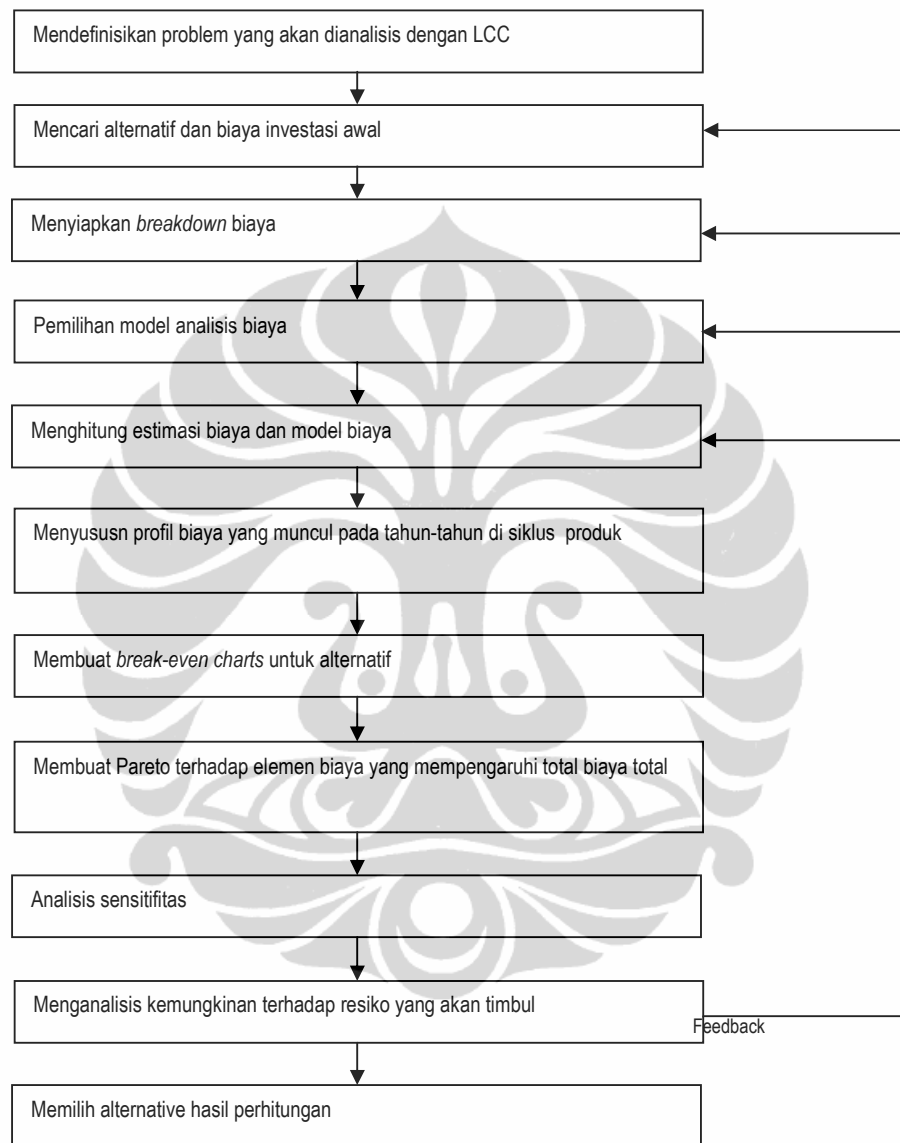 Mendefinisikan problem yang akan dianalisis dengan LCC
Mencari alternatif dan biaya investasi awal
Menyiapkan breakdown biaya
Pemilihan model analisis biaya
Menghitung estimasi biaya dan model biaya
Menyususn profil biaya yang muncul pada tahun-tahun di siklus produk
Membuat break-even charts untuk alternatif
Membuat Pareto terhadap elemen biaya yang mempengaruhi total biaya total
Analisis sensitifitas
Menganalisis kemungkinan terhadap resiko yang akan timbul
Feedback
Memilih alternative hasil perhitungan